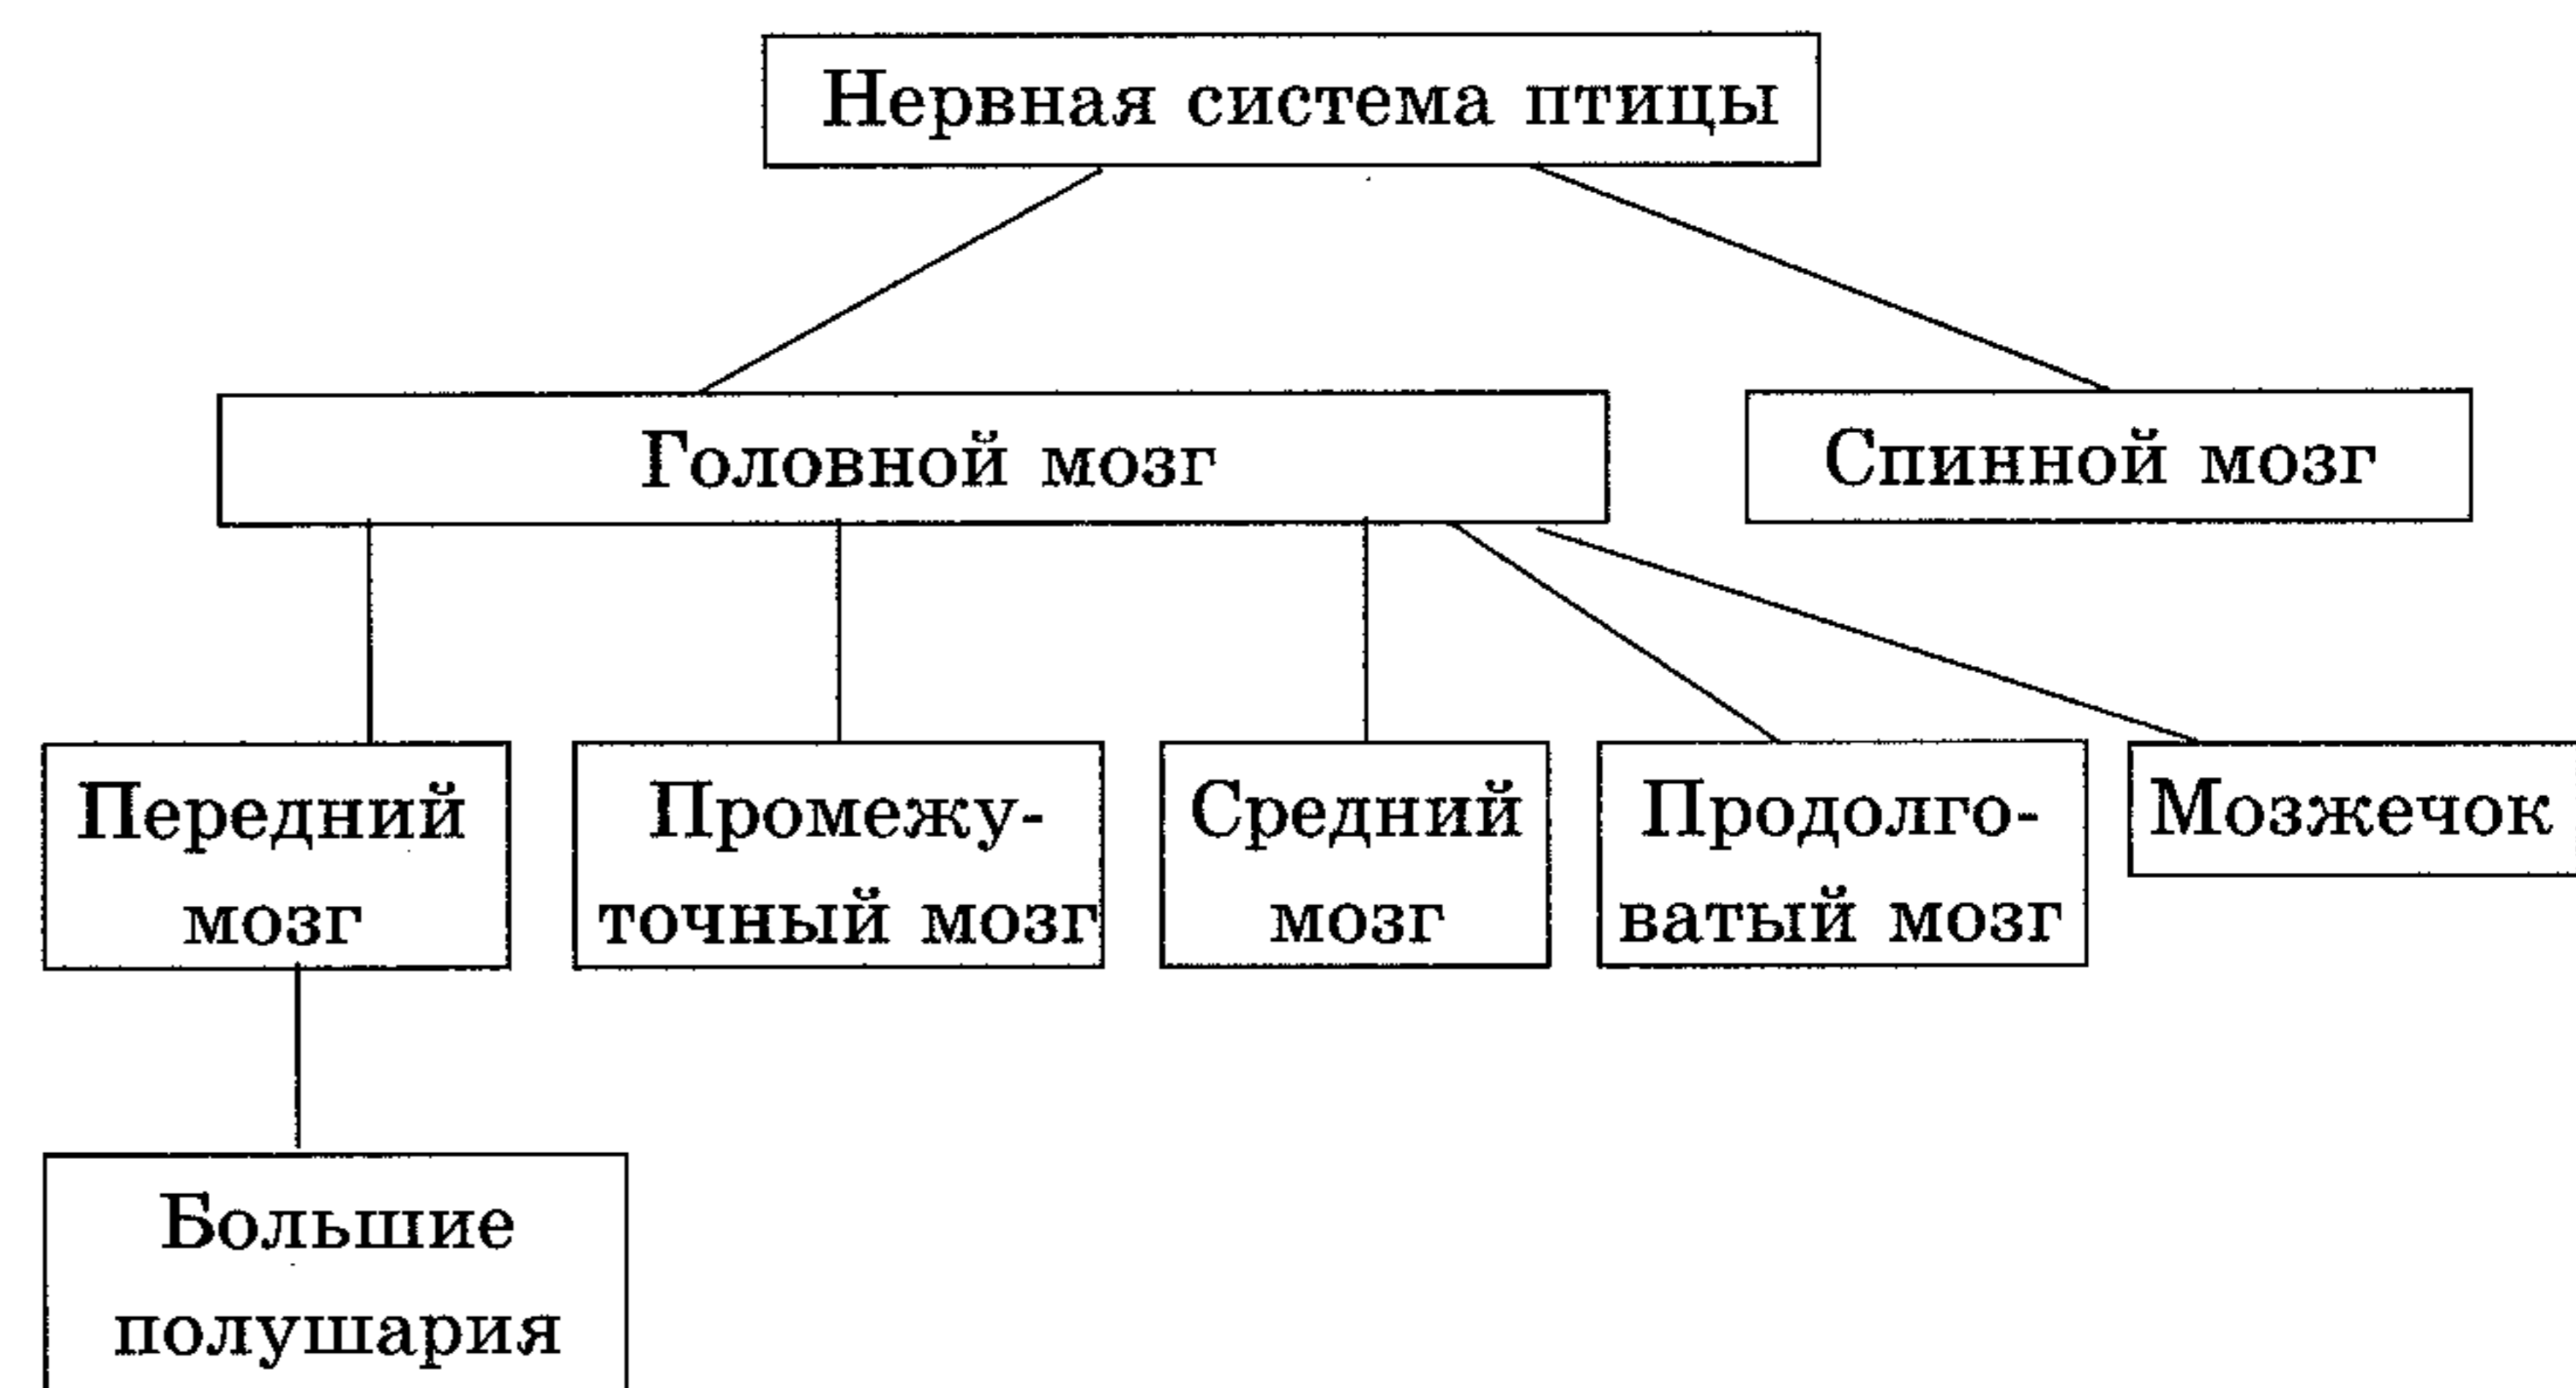 Нервная система птицы
Головной мозг
Спинной мозг
Передний
мозг
Промежу-
точный мозг
Средний
мозг
Продолго-
ватый мозг
Мозжечок
Большие
полушария